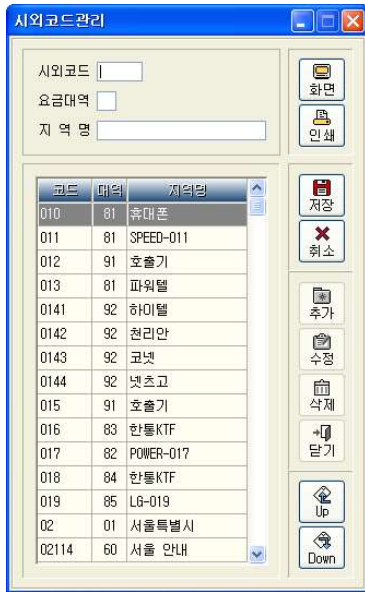 시외코드관리
시외코드
요금대역
지 역 명
화면
인쇄
저장
취소
추가
수정
삭제
닫기
Up
Down
코드 대역 지역명
010 81 휴대폰
011 81 SPEED-011
012 91 호출기
013 81 파워텔
0141 92 하이텔
0142 92 천리안
0143 92 코넷
0144 92 넷츠고
015 91 호출기
016 83 한통KTF
017 82 POWER-017
018 84 한통KTF
019 85 LG-019
02 01 서울특별시
02114 60 서울 안내